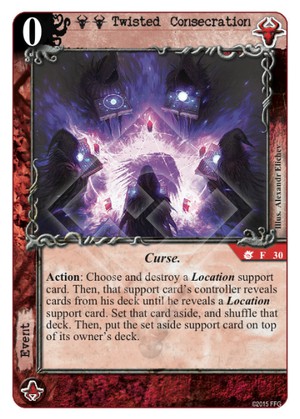 0
Twisted Consecration
Illus. Alexandr Elichev
Curse.
F 30
Action: Choose and destroy a Location support
card. Then, that support card's controller reveals
cards from his deck until he reveals a Location
support card. Set that card aside, and shuffle that
deck. Then, put the set aside support card on top
of its owner's deck.
Event
©2015 FFG